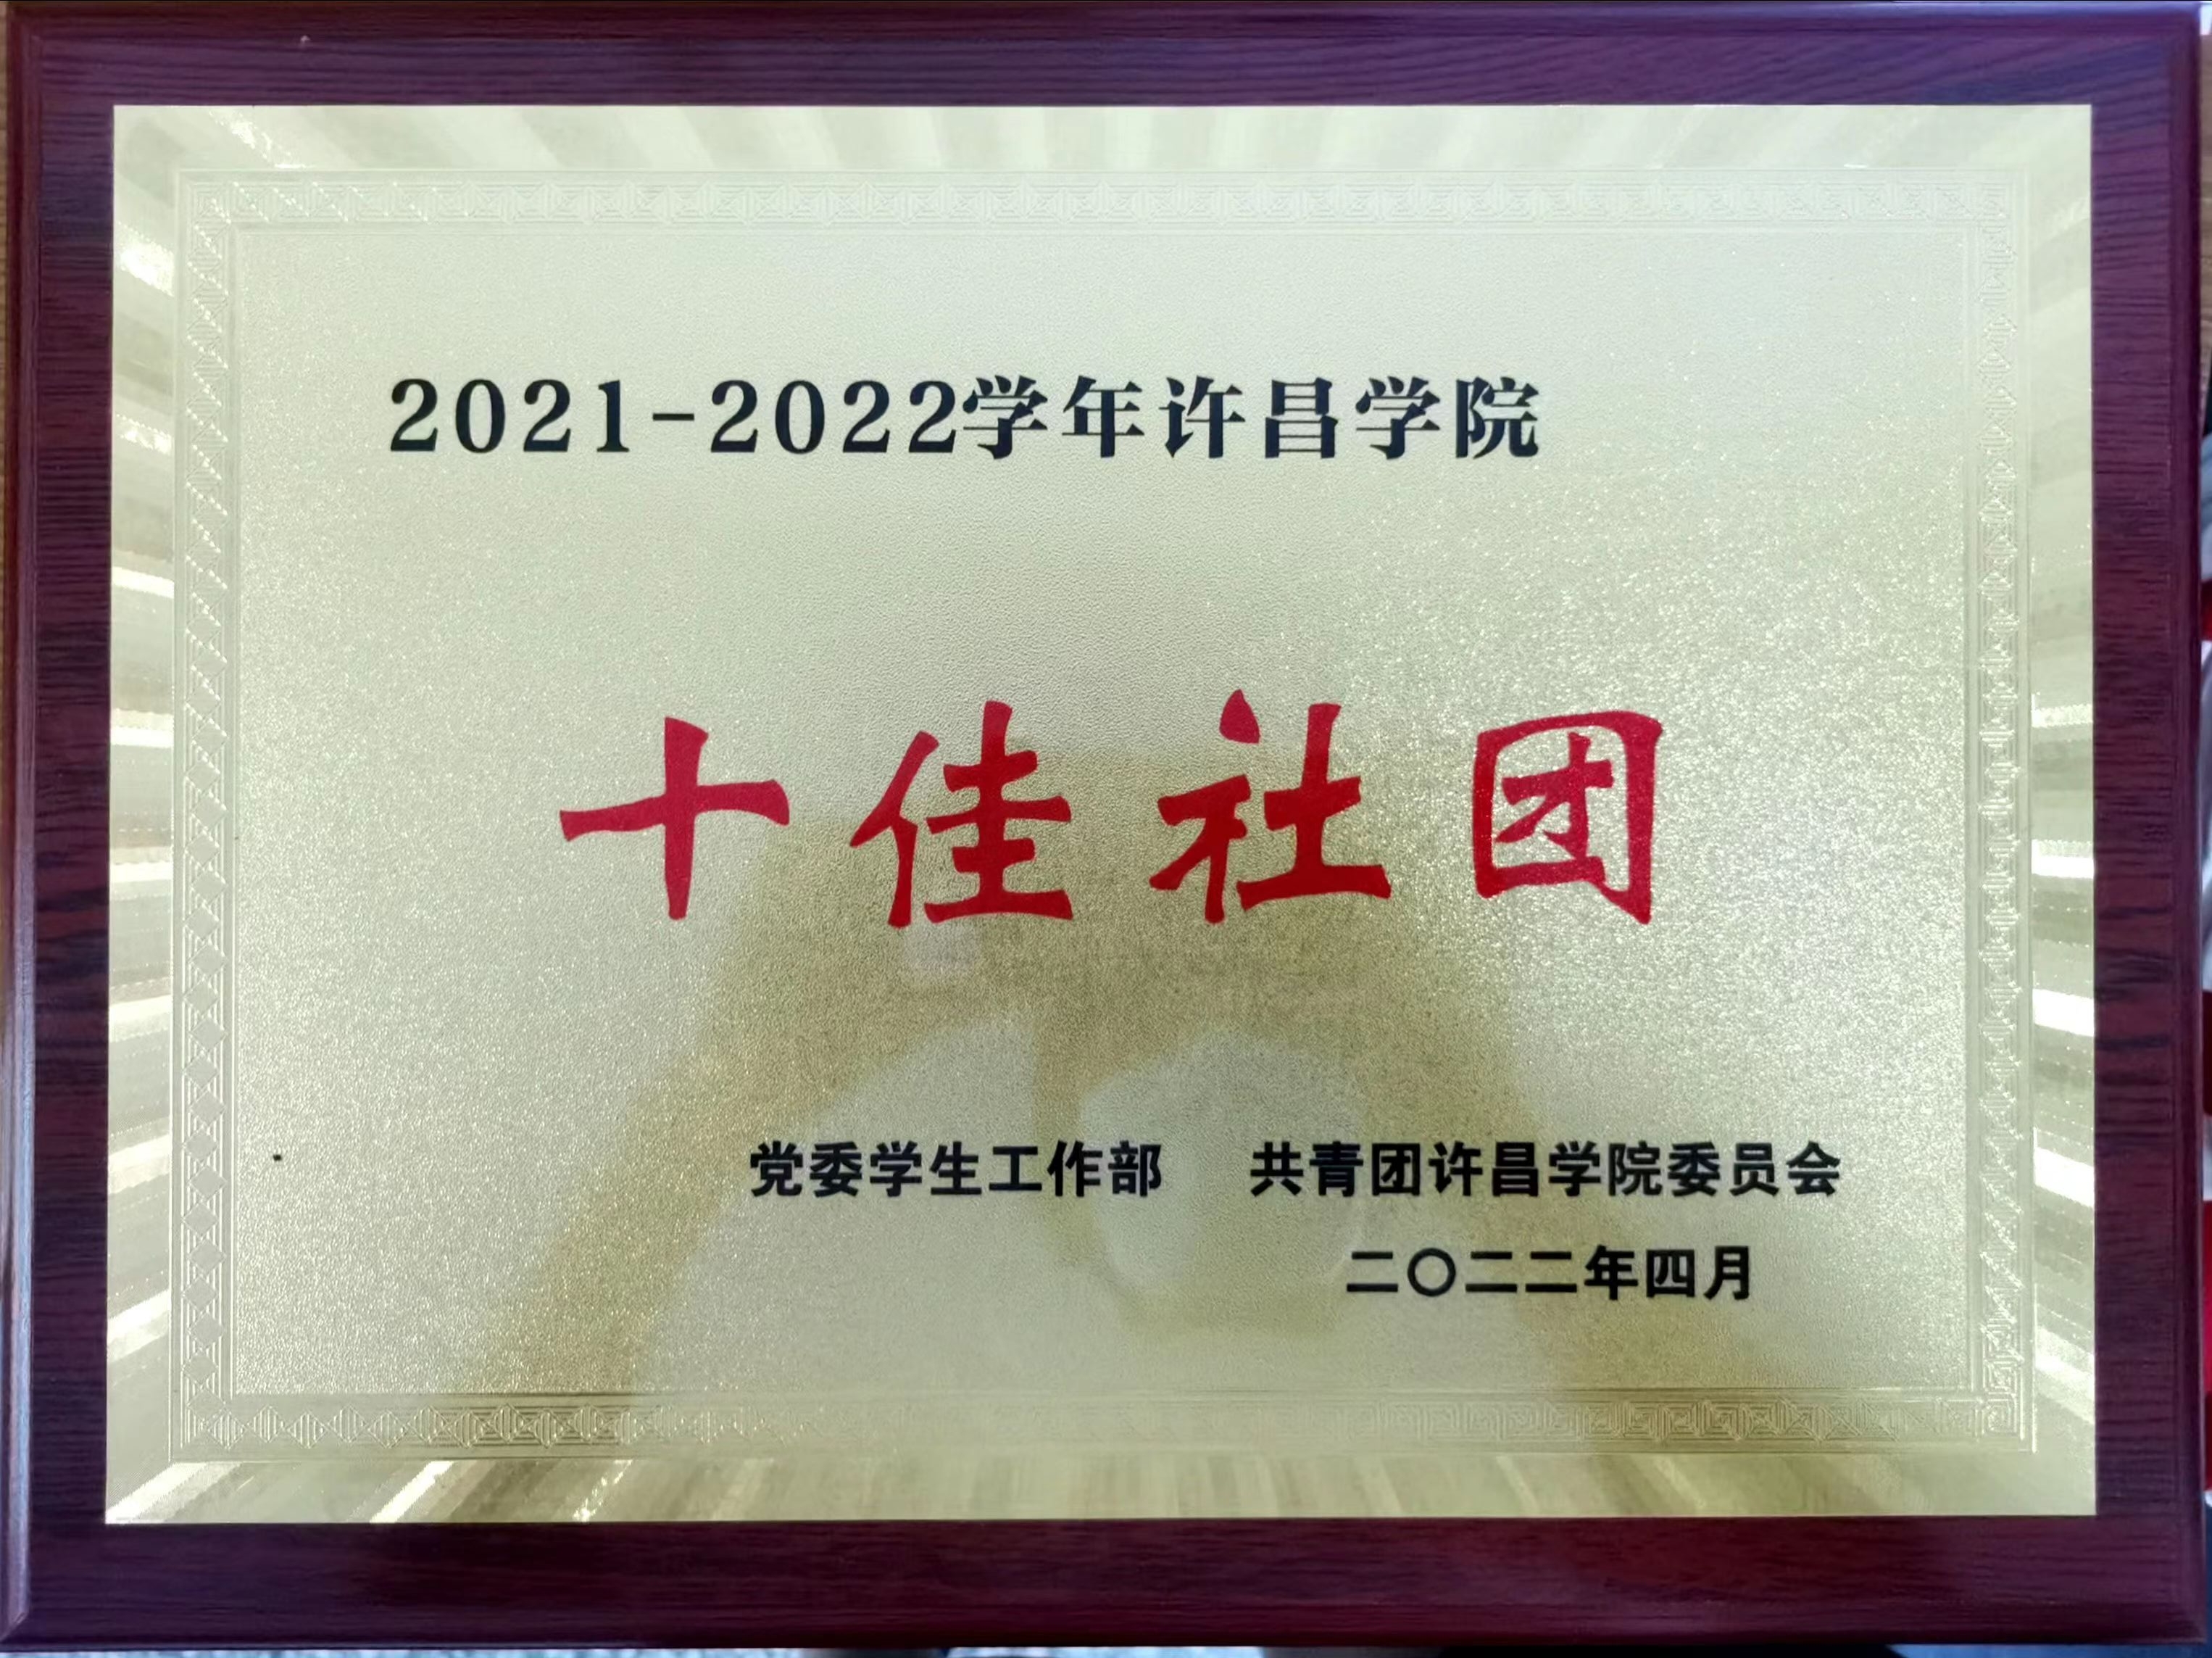 2021-2022学年许昌学院
十佳社团
党委学生工作部 共青团许昌学院委员会
二〇二二年四月